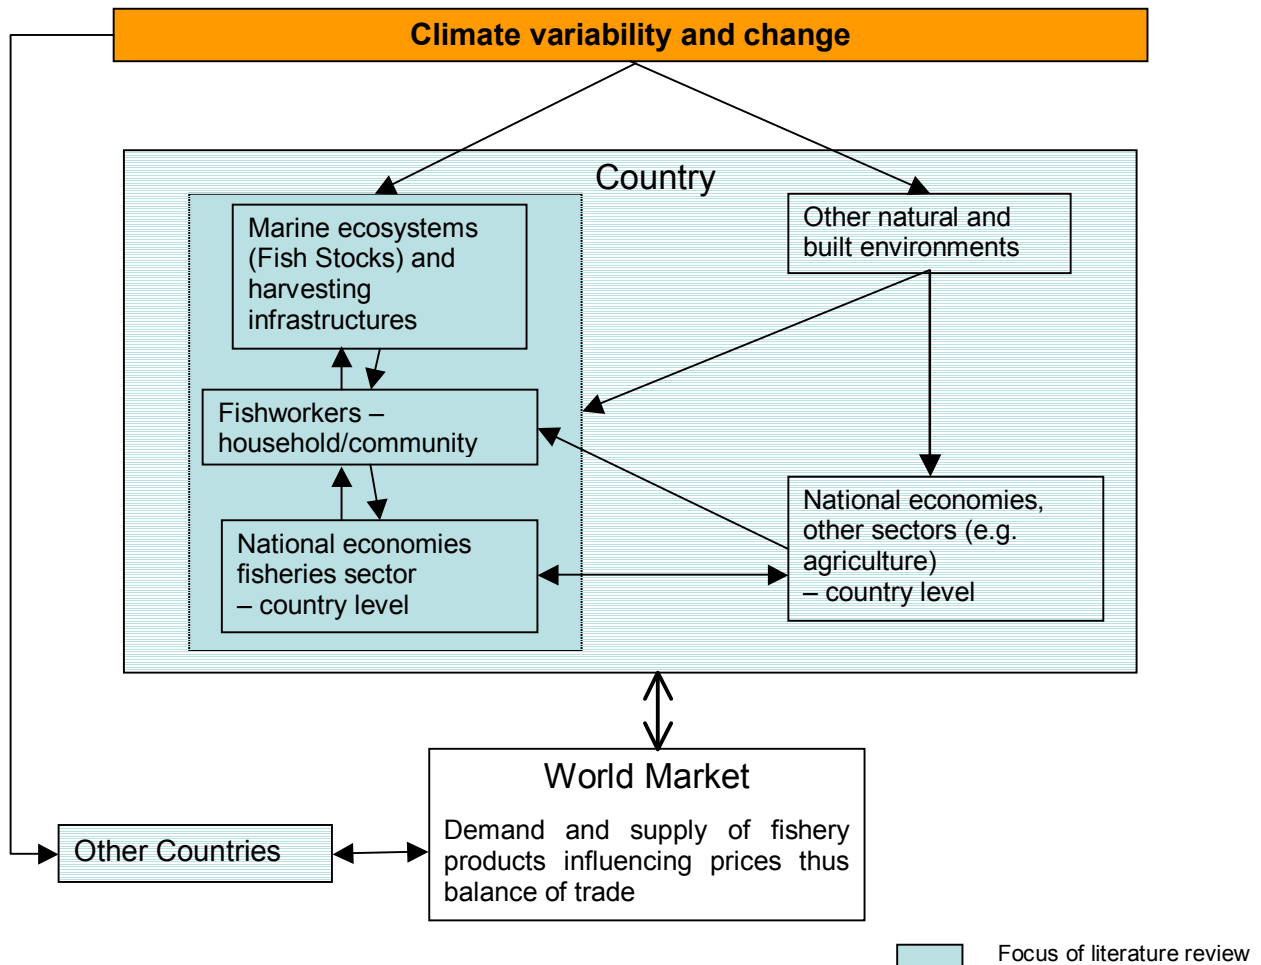 Climate variability and change
Country
Marine ecosystems
(Fish Stocks) and
harvesting
infrastructures
Other natural and
built environments
Fishworkers –
household/community
National economies
fisheries sector
– country level
National economies,
other sectors (e.g.
agriculture)
– country level
World Market
Demand and supply of fishery
products influencing prices thus
balance of trade
Other Countries
Focus of literature review